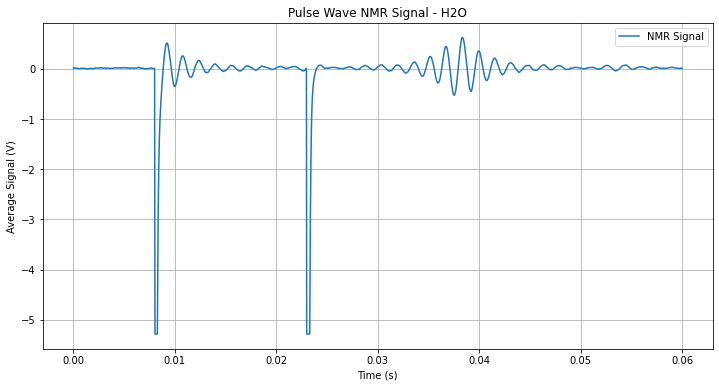 Pulse Wave NMR Signal - H2O
NMR Signal
Average Signal (V)
0
−1
−2
−3
−4
−5
0.00 0.01 0.02 0.03 0.04 0.05 0.06
Time (s)